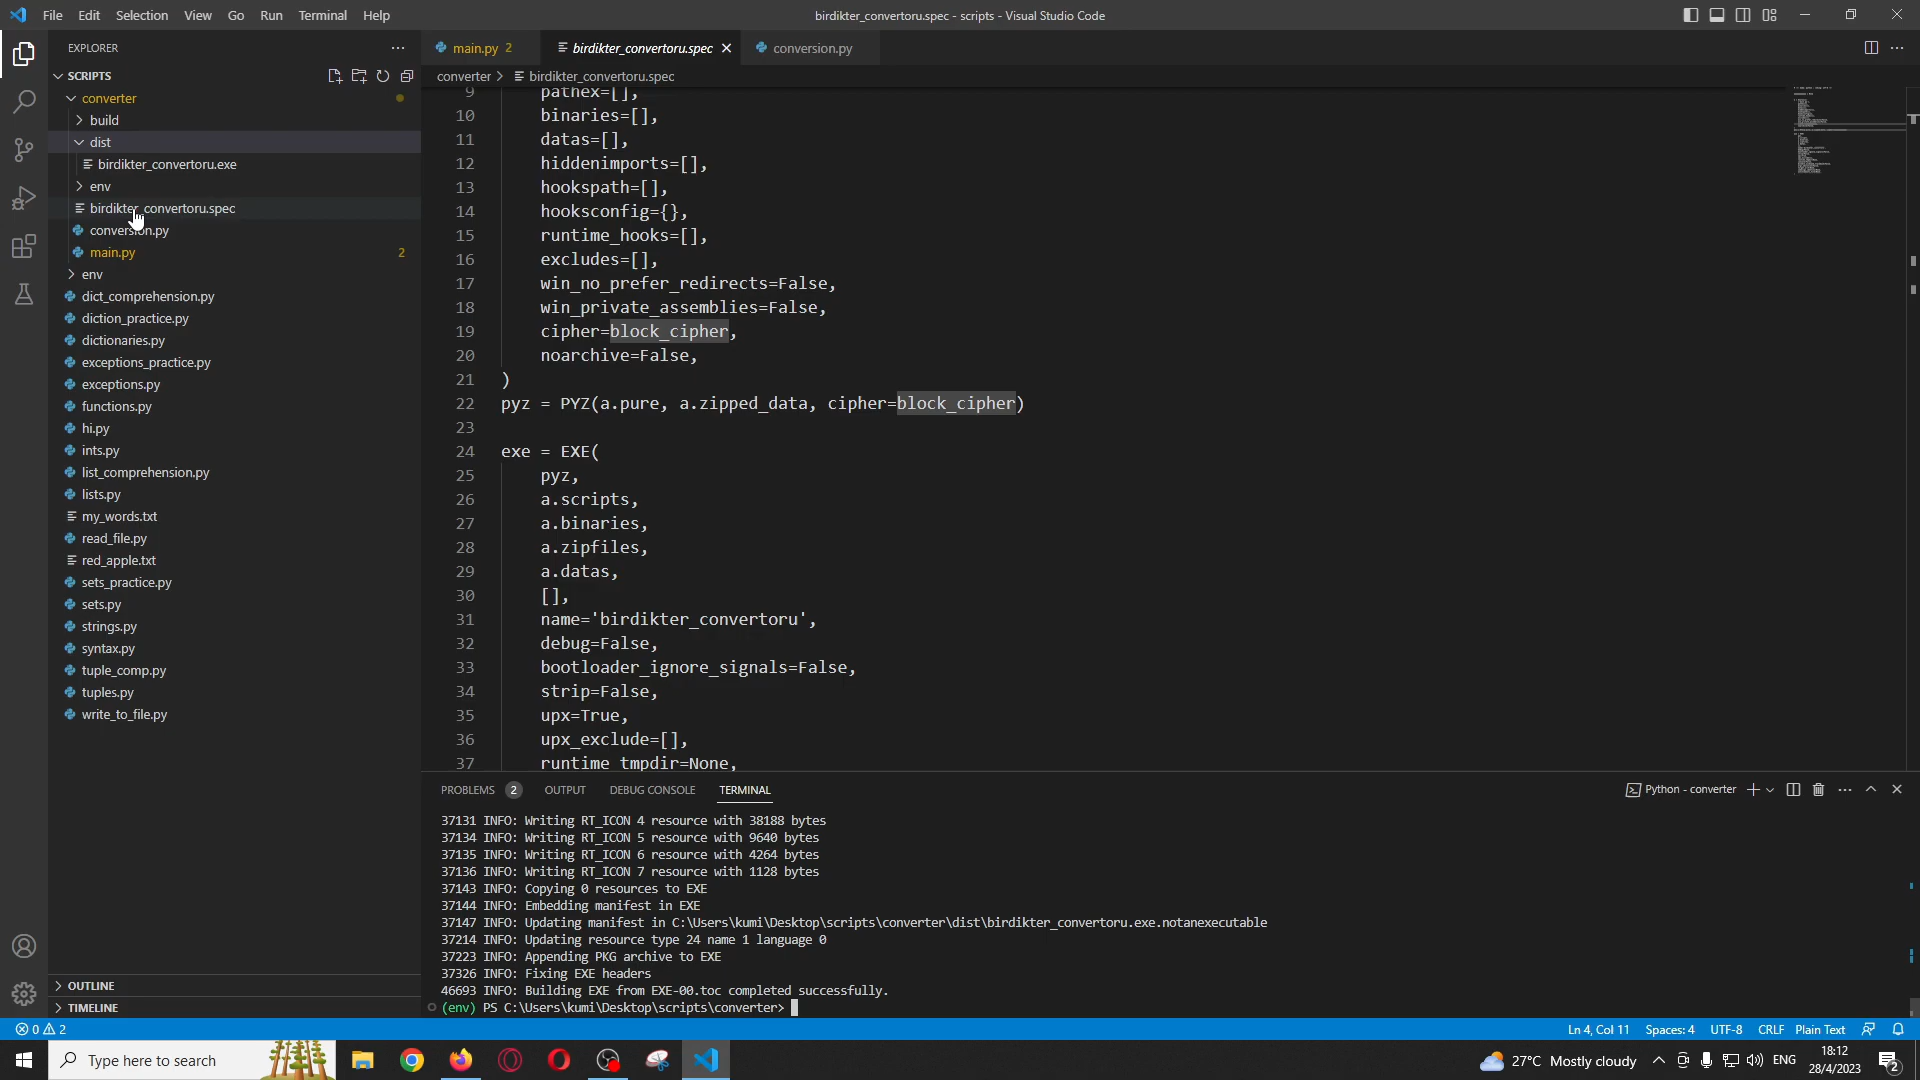 File Edit Selection View Go Run Terminal Help
birdikter_convertoru.spec - scripts - Visual Studio Code
EXPLORER
SCRIPTS
converter
build
dist
birdikter_convertoru.exe
env
birdikter_convertoru.spec
conversion.py
main.py 2
env
dict_comprehension.py
diction_practice.py
dictionaries.py
exceptions_practice.py
exceptions.py
functions.py
hi.py
ints.py
list_comprehension.py
lists.py
my_words.txt
read_file.py
red_apple.txt
sets_practice.py
sets.py
strings.py
syntax.py
tuple_comp.py
tuples.py
write_to_file.py
OUTLINE
TIMELINE
main.py 2 birdikter_convertoru.spec conversion.py
converter > birdikter_convertoru.spec
9 pathex=[],
10 binaries=[],
11 datas=[],
12 hiddenimports=[],
13 hookspath=[],
14 hooksconfig={},
15 runtime_hooks=[],
16 excludes=[],
17 win_no_prefer_redirects=False,
18 win_private_assemblies=False,
19 cipher=block_cipher,
20 noarchive=False,
21 )
22 pyz = PYZ(a.pure, a.zipped_data, cipher=block_cipher)
23
24 exe = EXE(
25 pyz,
26 a.scripts,
27 a.binaries,
28 a.zipfiles,
29 a.datas,
30 [],
31 name='birdikter_convertoru',
32 debug=False,
33 bootloader_ignore_signals=False,
34 strip=False,
35 upx=True,
36 upx_exclude=[],
37 runtime_tmpdir=None,
PROBLEMS 2 OUTPUT DEBUG CONSOLE TERMINAL
Python - converter
37131 INFO: Writing RT_ICON 4 resource with 38188 bytes
37134 INFO: Writing RT_ICON 5 resource with 9640 bytes
37135 INFO: Writing RT_ICON 6 resource with 4264 bytes
37136 INFO: Writing RT_ICON 7 resource with 1128 bytes
37143 INFO: Copying 0 resources to EXE
37144 INFO: Embedding manifest in EXE
37147 INFO: Updating manifest in C:\Users\kumi\Desktop\scripts\converter\dist\birdikter_convertoru.exe.notanexecutable
37214 INFO: Updating resource type 24 name 1 language 0
37223 INFO: Appending PKG archive to EXE
37326 INFO: Fixing EXE headers
46693 INFO: Building EXE from EXE-00.toc completed successfully.
(env) PS C:\Users\kumi\Desktop\scripts\converter>
0 2
Ln 4, Col 11 Spaces: 4 UTF-8 CRLF Plain Text
Type here to search
27°C Mostly cloudy
ENG
18:12
28/4/2023
2